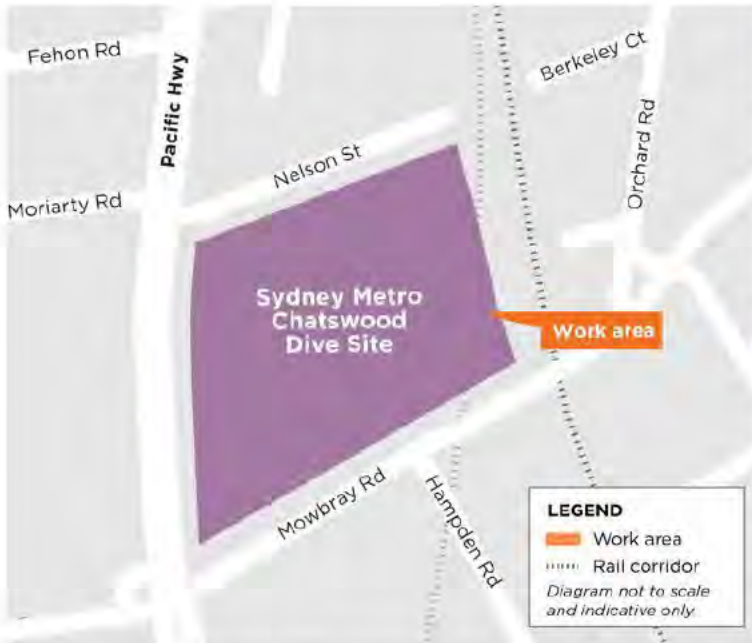 Fehon Rd
Pacific Hwy
Berkeley Ct
Orchard Rd
Nelson St
Moriarty Rd
Sydney Metro
Chatswood
Dive Site
Work area
Mowbray Rd
Hampden Rd
LEGEND
Work area
Rail corridor
Diagram not to scale
and indicative only